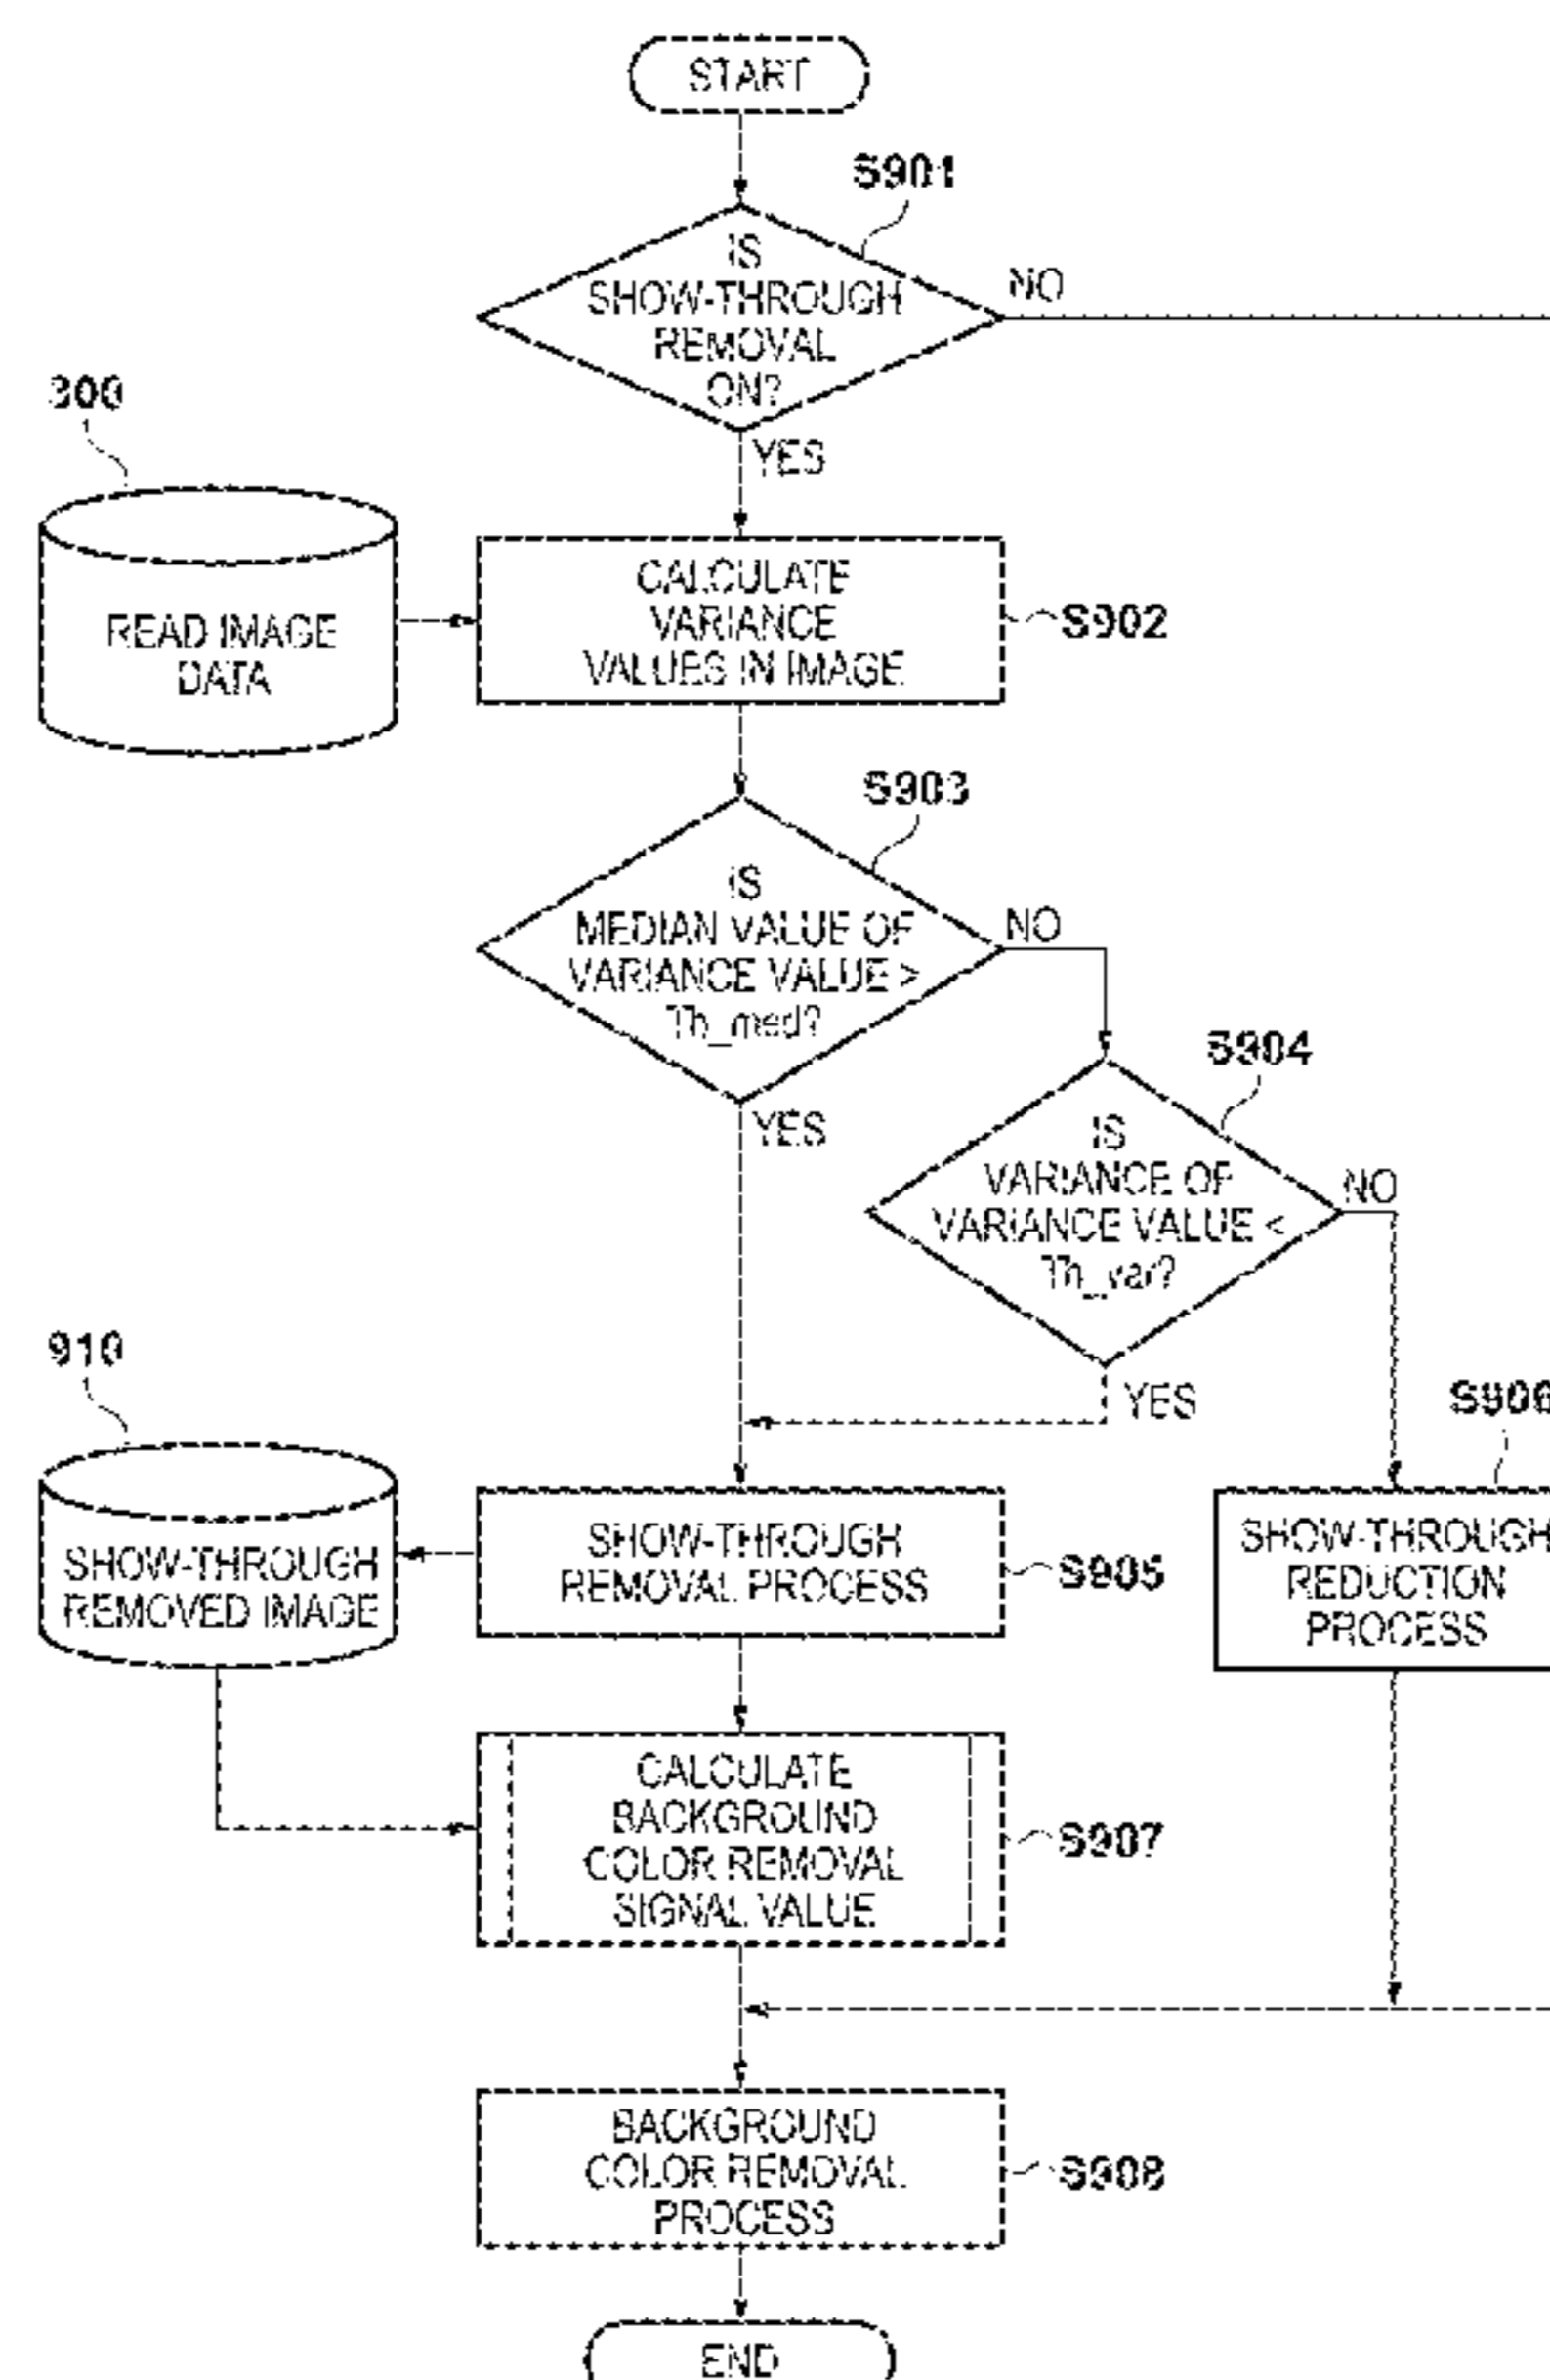 START
S901
IS
SHOW-THROUGH
REMOVAL
ON?
NO
YES
300
READ IMAGE
DATA
CALCULATE
VARIANCE
VALUES IN IMAGE
S902
S903
IS
MEDIAN VALUE OF
VARIANCE VALUE >
Th_med?
NO
YES
S904
IS
VARIANCE OF
VARIANCE VALUE <
Th_var?
NO
YES
910
SHOW-THROUGH
REMOVED IMAGE
SHOW-THROUGH
REMOVAL PROCESS
S905
S906
SHOW-THROUGH
REDUCTION
PROCESS
CALCULATE
BACKGROUND
COLOR REMOVAL
SIGNAL VALUE
S907
BACKGROUND
COLOR REMOVAL
PROCESS
S908
END